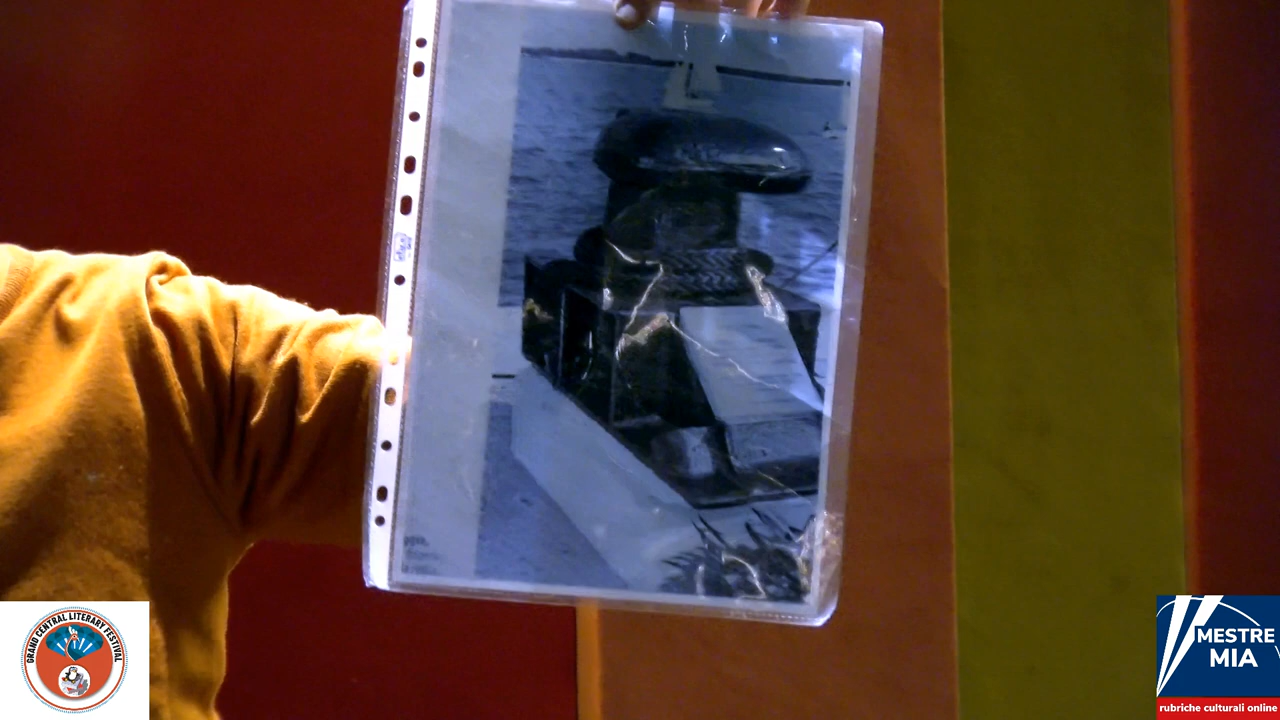 GRAND CENTRAL LITERARY FESTIVAL
MESTRE
MIA
rubriche culturali online